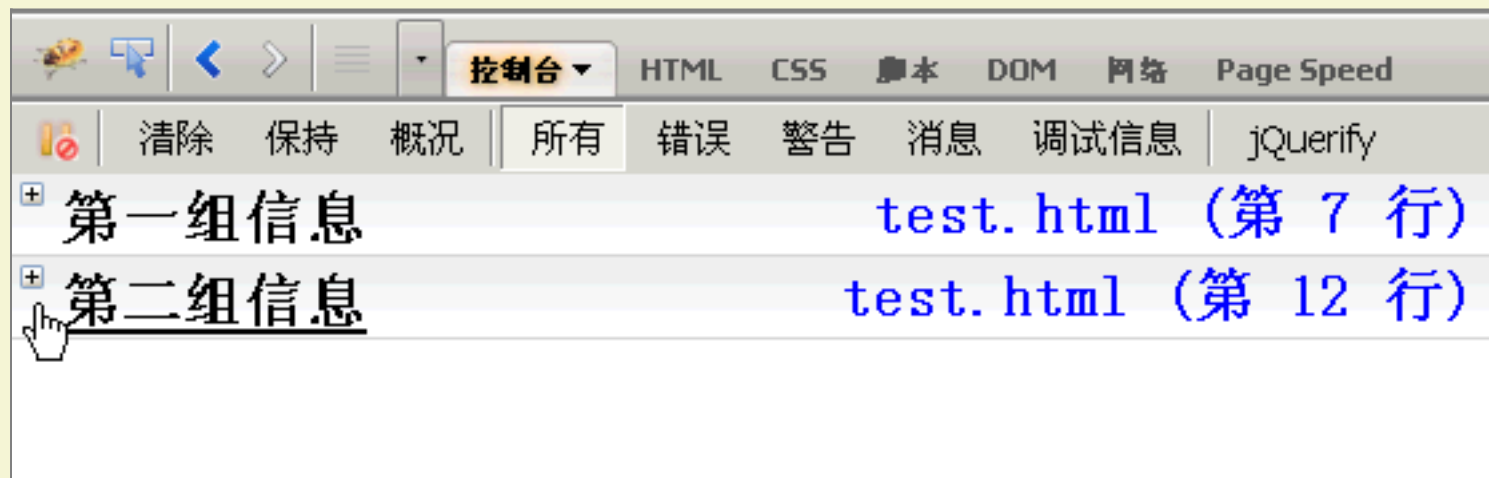 控制台 HTML CSS 脚本 DOM 网络 Page Speed
清除 保持 概况 所有 错误 警告 消息 调试信息 jQuerify
第一组信息 test.html (第 7 行)
第二组信息 test.html (第 12 行)